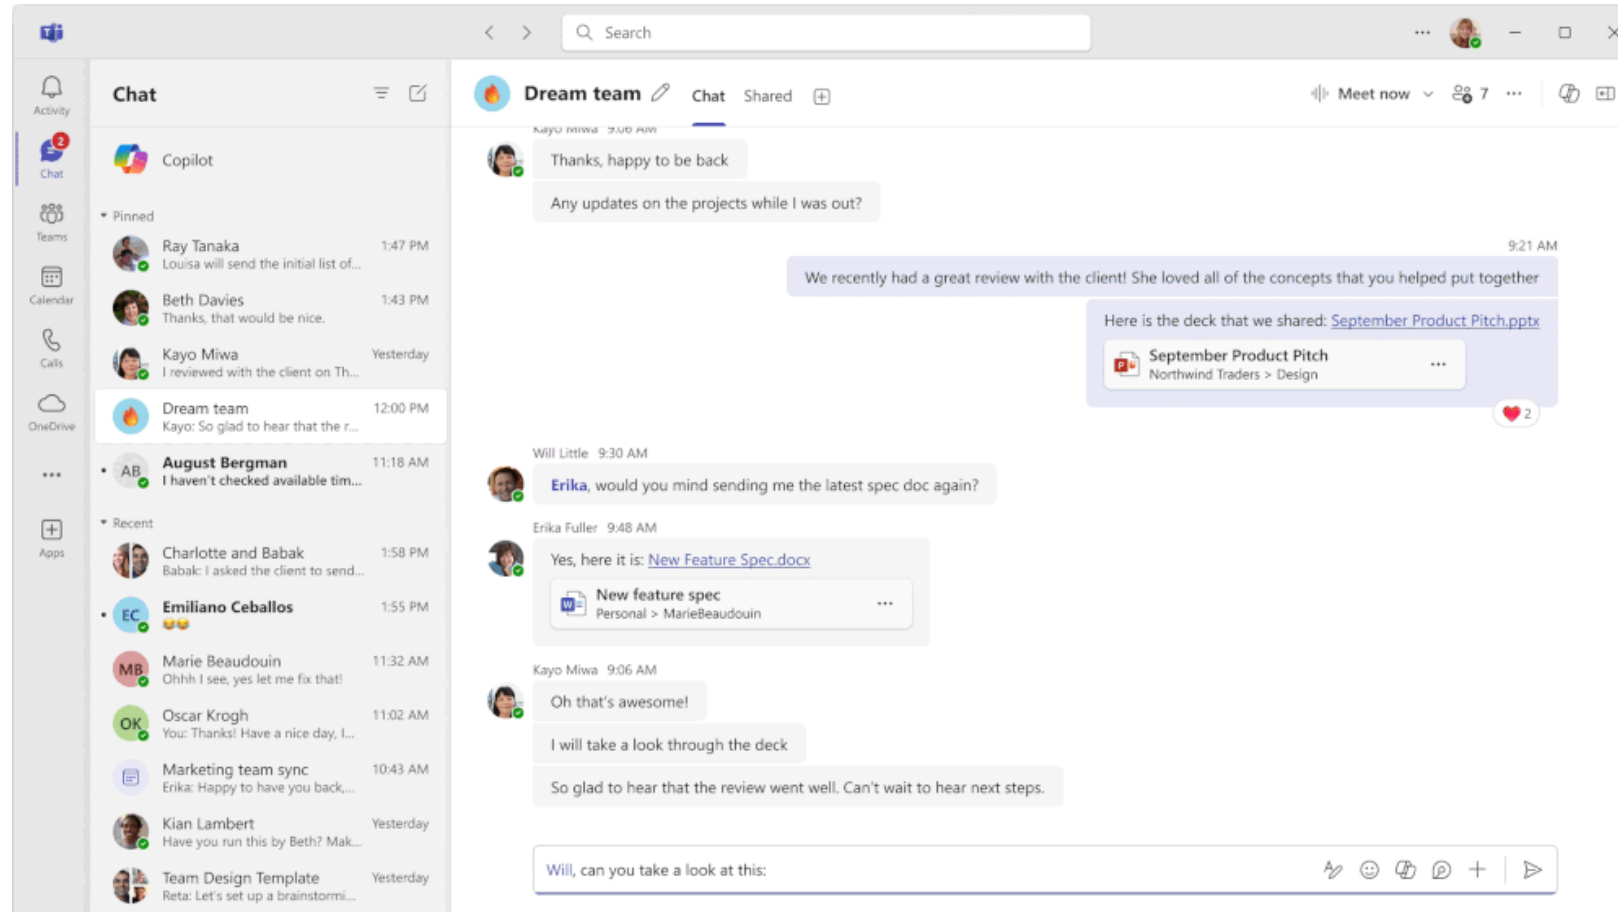 Search
Activity
2
Chat
Teams
Calendar
Calls
OneDrive
Apps
Chat
Copilot
Pinned
Ray Tanaka 1:47 PM
Louisa will send the initial list of...
Beth Davies 1:43 PM
Thanks, that would be nice.
Kayo Miwa Yesterday
I reviewed with the client on Th...
Dream team 12:00 PM
Kayo: So glad to hear that the r...
AB August Bergman 11:18 AM
I haven't checked available tim...
Recent
Charlotte and Babak 1:58 PM
Babak: I asked the client to send...
EC Emiliano Ceballos 1:55 PM
MB Marie Beaudouin 11:32 AM
Ohhh I see, yes let me fix that!
OK Oscar Krogh 11:02 AM
You: Thanks! Have a nice day, I...
Marketing team sync 10:43 AM
Erika: Happy to have you back,...
Kian Lambert Yesterday
Have you run this by Beth? Mak...
Team Design Template Yesterday
Reta: Let's set up a brainstormi...
Dream team Chat Shared Meet now 7
Kayo Miwa 9:06 AM
Thanks, happy to be back
Any updates on the projects while I was out?
9:21 AM
We recently had a great review with the client! She loved all of the concepts that you helped put together
Here is the deck that we shared: September Product Pitch.pptx
September Product Pitch
Northwind Traders > Design
2
Will Little 9:30 AM
Erika, would you mind sending me the latest spec doc again?
Erika Fuller 9:48 AM
Yes, here it is: New Feature Spec.docx
New feature spec
Personal > MarieBeaudouin
Kayo Miwa 9:06 AM
Oh that's awesome!
I will take a look through the deck
So glad to hear that the review went well. Can't wait to hear next steps.
Will, can you take a look at this: